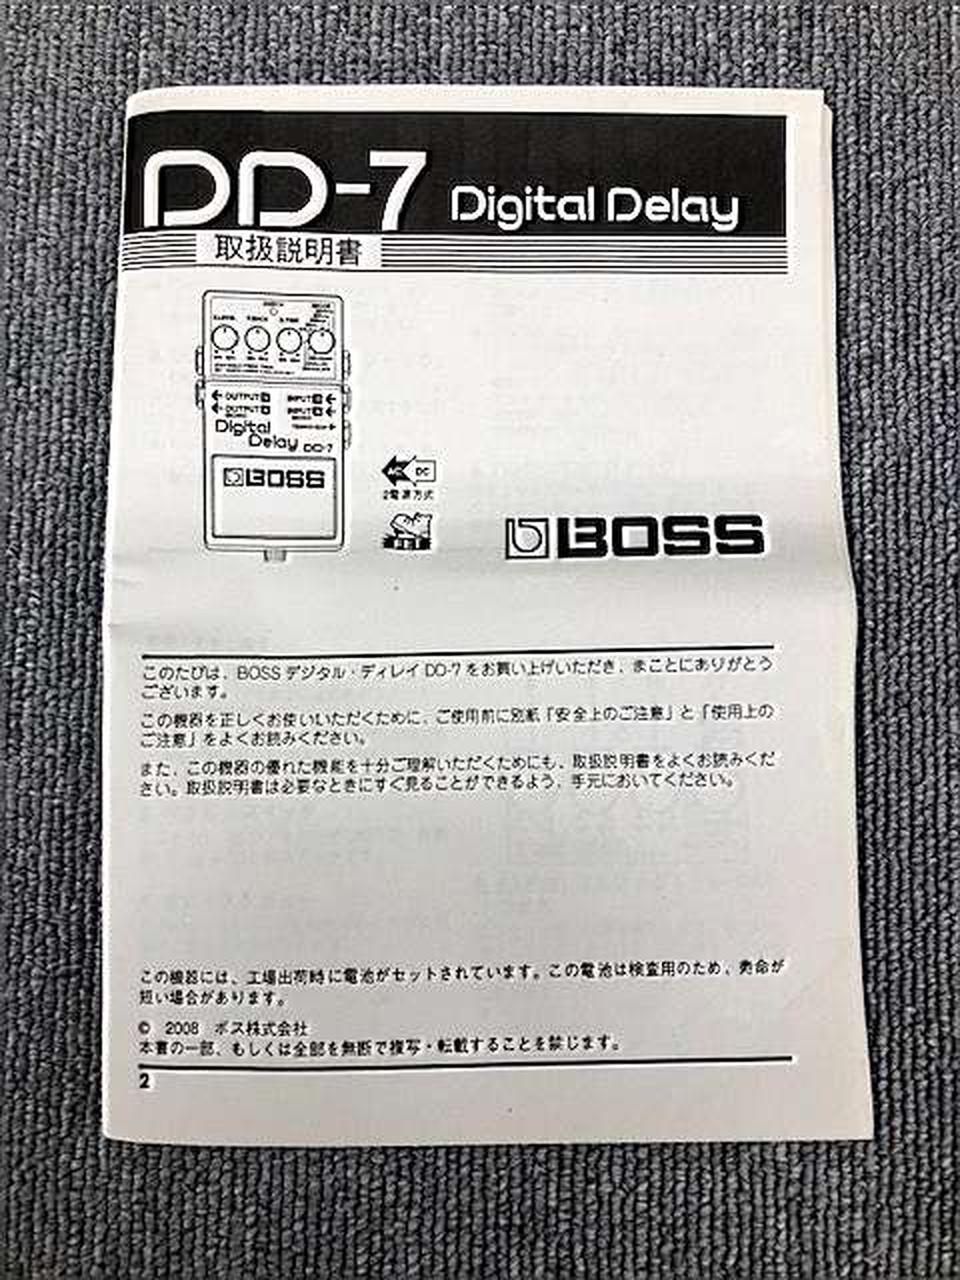 DD-7 Digital Delay
取扱説明書
OUTPUT INPUT
OUTPUT INPUT
Digital
Delay DD-7
BOSS
AC DC
2電源方式
FET
BOSS
このたびは、BOSS デジタル・ディレイ DD-7 をお買い上げいただき、まことにありがとう
ございます。
この機器を正しくお使いいただくために、ご使用前に別紙「安全上のご注意」と「使用上の
ご注意」をよくお読みください。
また、この機器の優れた機能を十分ご理解いただくためにも、取扱説明書をよくお読みくだ
さい。取扱説明書は必要なときにすぐ見ることができるよう、手元においてください。
この機器には、工場出荷時に電池がセットされています。この電池は検査用のため、寿命が
短い場合があります。
© 2008 ボス株式会社
本書の一部、もしくは全部を無断で複写・転載することを禁じます。
2